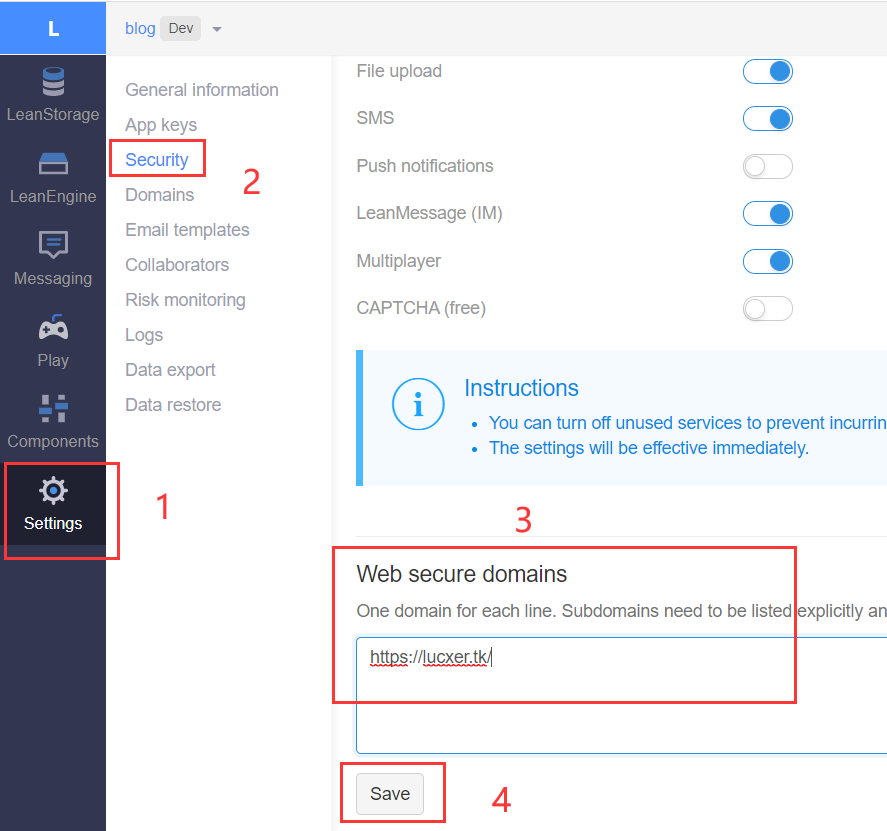 L
blog Dev
LeanStorage
LeanEngine
Messaging
Play
Components
Settings
1
General information
App keys
Security
2
Domains
Email templates
Collaborators
Risk monitoring
Logs
Data export
Data restore
File upload
SMS
Push notifications
LeanMessage (IM)
Multiplayer
CAPTCHA (free)
i
Instructions
• You can turn off unused services to prevent incurrin
• The settings will be effective immediately.
3
Web secure domains
One domain for each line. Subdomains need to be listed explicitly an
https://lucxer.tk/
Save
4